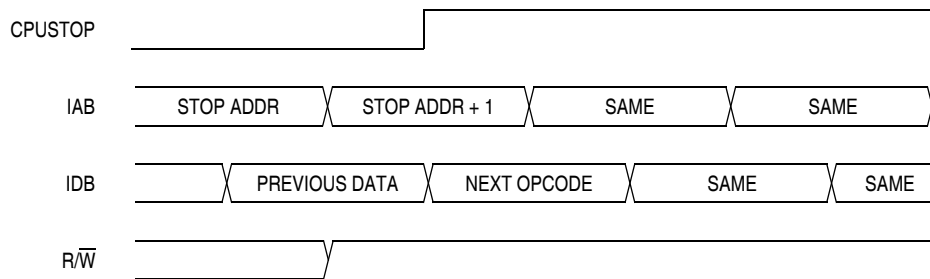 CPUSTOP
IAB STOP ADDR STOP ADDR + 1 SAME SAME
IDB PREVIOUS DATA NEXT OPCODE SAME SAME
R/W̅